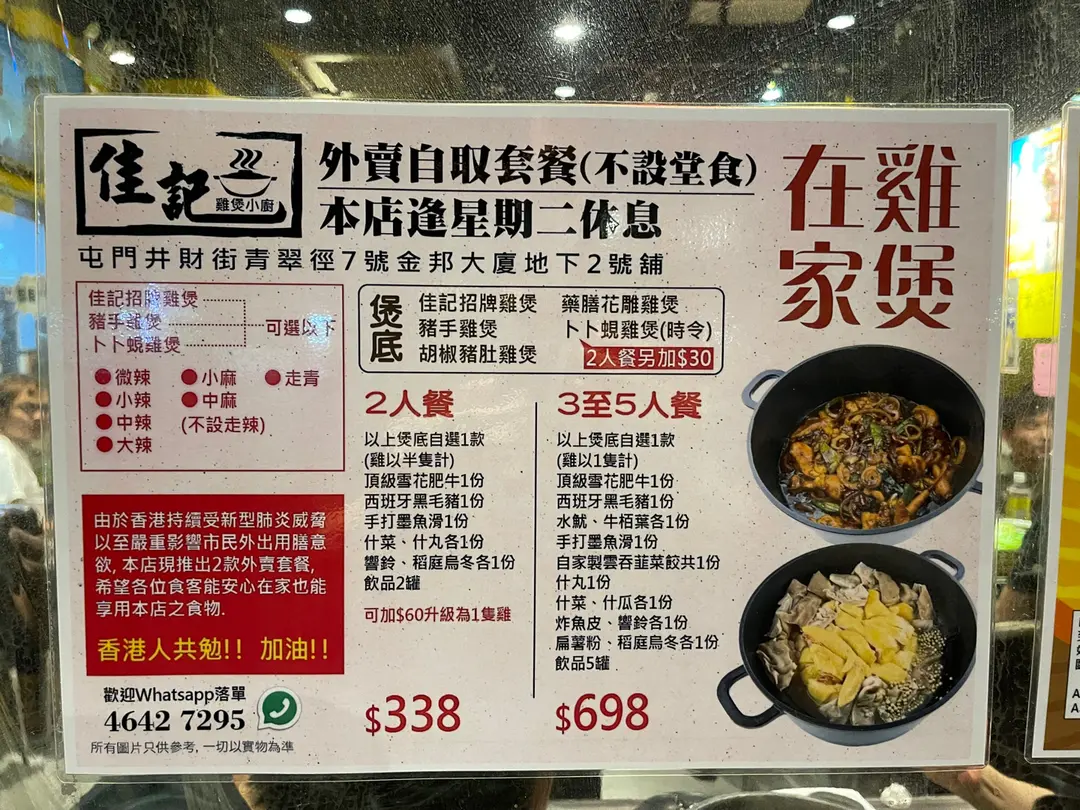 佳記
雞煲小廚
外賣自取套餐(不設堂食)
本店逢星期二休息
屯門井財街青翠徑7號金邦大廈地下2號舖
在家
雞煲
佳記招牌雞煲
豬手雞煲
卜卜蜆雞煲
可選以下
微辣 小麻 走青
小辣 中麻
中辣 (不設走辣)
大辣
煲底
佳記招牌雞煲 藥膳花雕雞煲
豬手雞煲 卜卜蜆雞煲(時令)
胡椒豬肚雞煲 2人餐另加$30
2人餐
以上煲底自選1款
(雞以半隻計)
頂級雪花肥牛1份
西班牙黑毛豬1份
手打墨魚滑1份
什菜、什丸各1份
響鈴、稻庭烏冬各1份
飲品2罐
可加$60升級為1隻雞
$338
3至5人餐
以上煲底自選1款
(雞以1隻計)
頂級雪花肥牛1份
西班牙黑毛豬1份
水魷、牛栢葉各1份
手打墨魚滑1份
自家製雲吞韮菜餃共1份
什丸1份
什菜、什瓜各1份
炸魚皮、響鈴各1份
扁薯粉、稻庭烏冬各1份
飲品5罐
$698
由於香港持續受新型肺炎威脅
以至嚴重影響市民外出用膳意
欲, 本店現推出2款外賣套餐,
希望各位食客能安心在家也能
享用本店之食物.
香港人共勉!! 加油!!
歡迎Whatsapp落單
4642 7295
所有圖片只供參考, 一切以實物為準